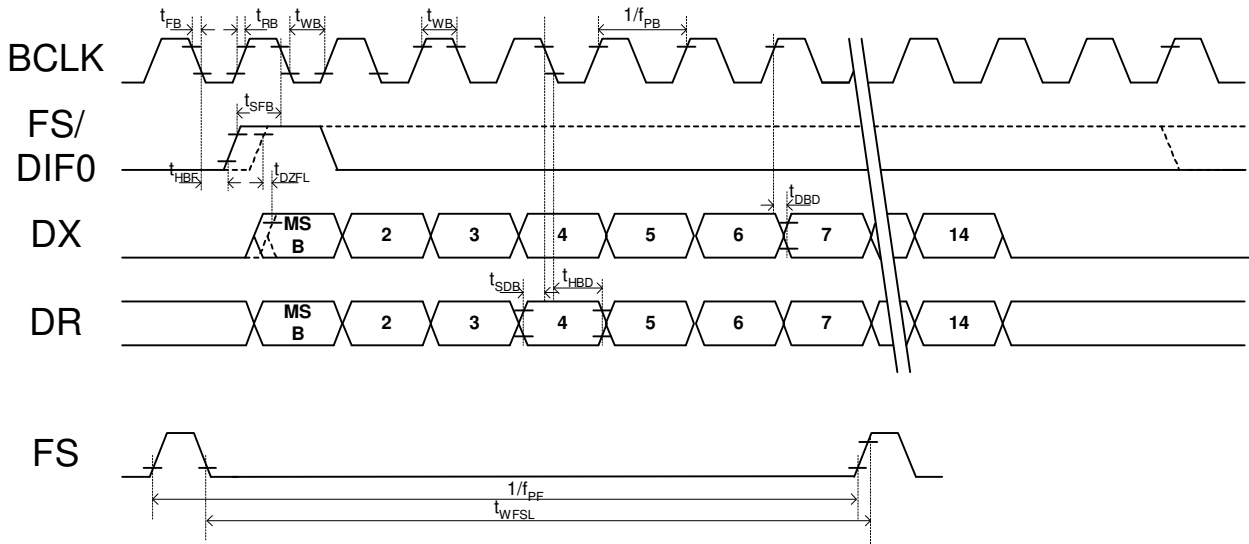 tFB tRB tWB tWB 1/fPB
BCLK
tSFB
FS/
DIF0
tHBF tDZFL tDBD
DX MS B 2 3 4 5 6 7 14
tSDB tHBD
DR MS B 2 3 4 5 6 7 14
FS
1/fPF
tWFSL